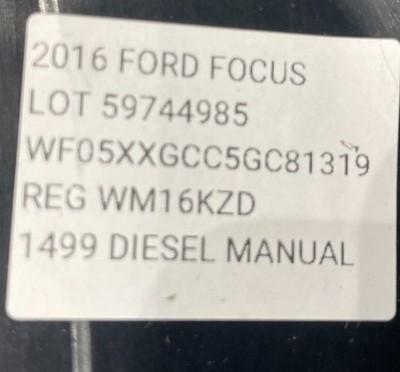 2016 FORD FOCUS
LOT 59744985
WF05XXGCC5GC81319
REG WM16KZD
1499 DIESEL MANUAL